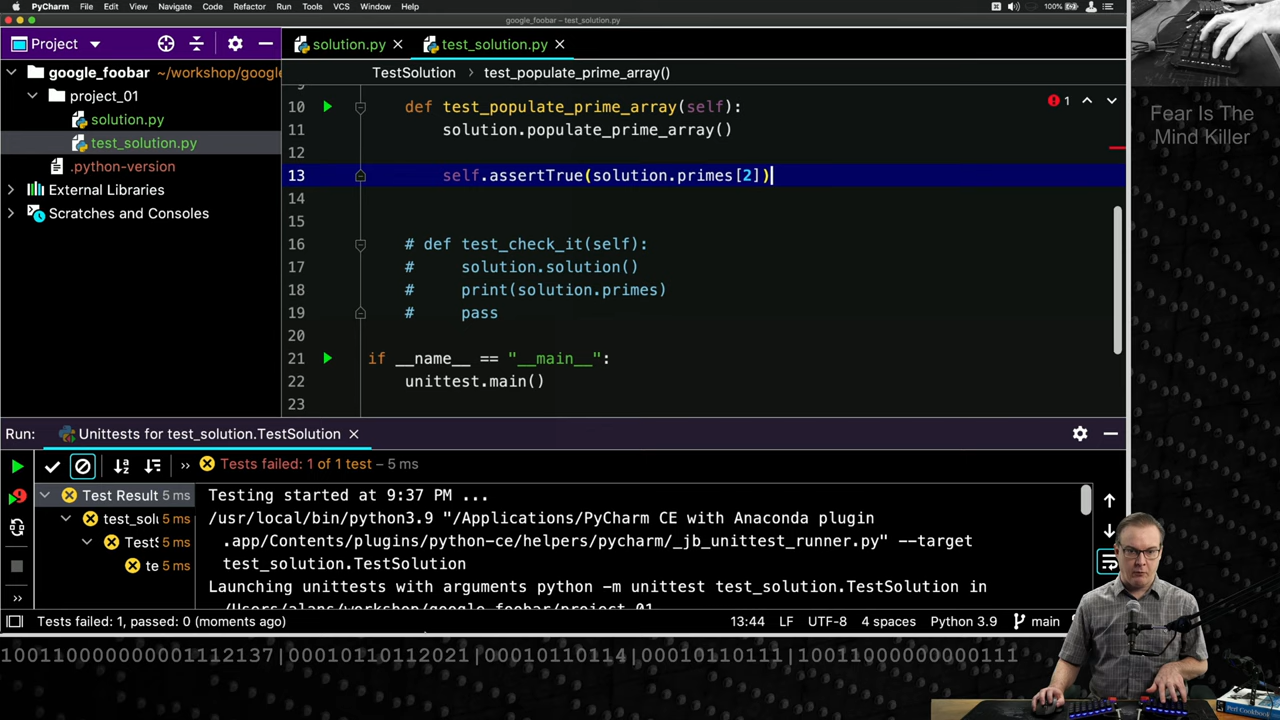 PyCharm File Edit View Navigate Code Refactor Run Tools VCS Window Help 100%
google_foobar – test_solution.py
Project
solution.py
test_solution.py
google_foobar ~/workshop/google
project_01
solution.py
test_solution.py
.python-version
External Libraries
Scratches and Consoles
TestSolution > test_populate_prime_array()
1
10 def test_populate_prime_array(self):
11 solution.populate_prime_array()
12
13 self.assertTrue(solution.primes[2])
14
15
16 # def test_check_it(self):
17 # solution.solution()
18 # print(solution.primes)
19 # pass
20
21 if __name__ == "__main__":
22 unittest.main()
23
Fear Is The
Mind Killer
Run: Unittests for test_solution.TestSolution
Tests failed: 1 of 1 test – 5 ms
Test Result 5 ms
test_solu 5 ms
TestS 5 ms
te 5 ms
Testing started at 9:37 PM ...
/usr/local/bin/python3.9 "/Applications/PyCharm CE with Anaconda plugin
.app/Contents/plugins/python-ce/helpers/pycharm/_jb_unittest_runner.py" --target
test_solution.TestSolution
Launching unittests with arguments python -m unittest test_solution.TestSolution in
/Users/alans/workshop/google_foobar/project_01
Tests failed: 1, passed: 0 (moments ago)
13:44 LF UTF-8 4 spaces Python 3.9 main
10011000000001112137|00010110112021|00010110114|00010110111|10011000000000111
Perl Cookbook